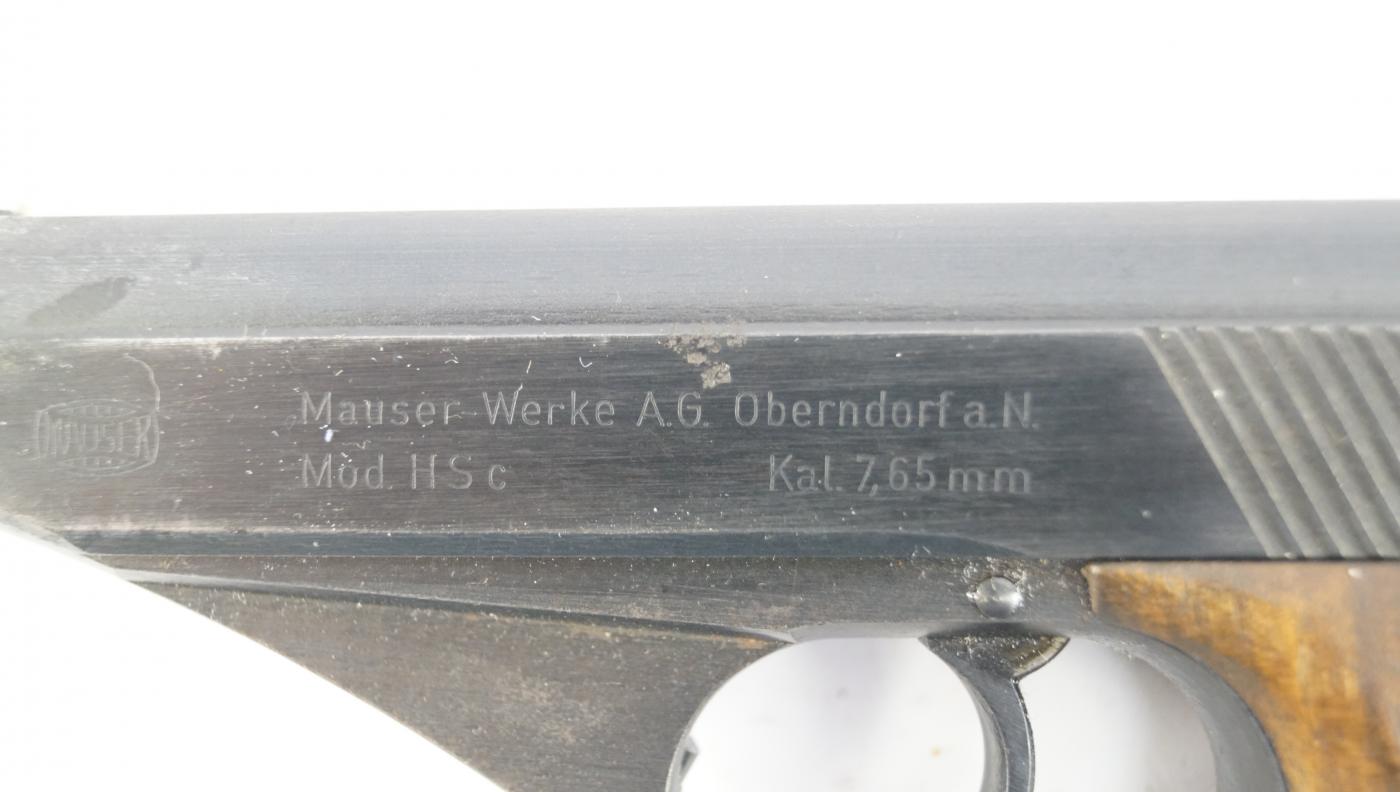 MAUSER
Mauser-Werke A.G. Oberndorf a.N.
Mod. HSc Kal. 7,65 mm